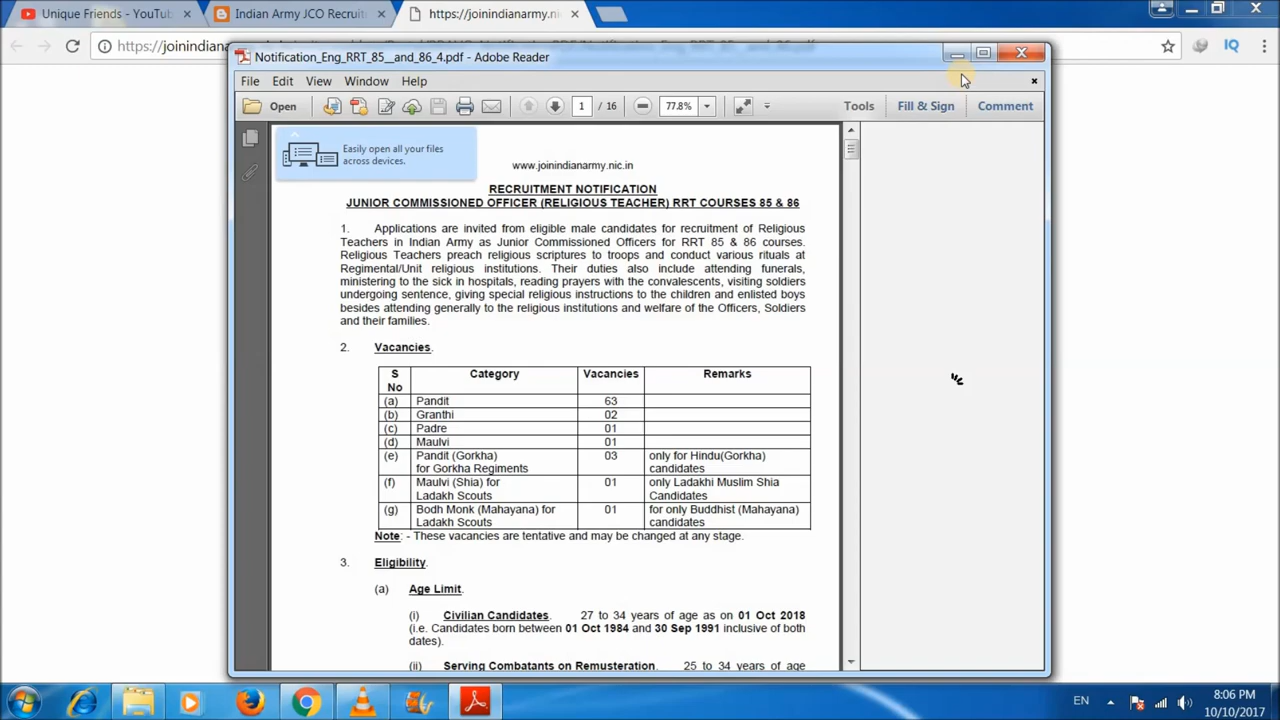 Unique Friends - YouTube
Indian Army JCO Recruit
https://joinindianarmy.ni
https://joinindiana
IQ
Notification_Eng_RRT_85__and_86_4.pdf - Adobe Reader
File Edit View Window Help
Open 1 / 16 77.8% Tools Fill & Sign Comment
Easily open all your files
across devices.
www.joinindianarmy.nic.in
RECRUITMENT NOTIFICATION
JUNIOR COMMISSIONED OFFICER (RELIGIOUS TEACHER) RRT COURSES 85 & 86
1. Applications are invited from eligible male candidates for recruitment of Religious
Teachers in Indian Army as Junior Commissioned Officers for RRT 85 & 86 courses.
Religious Teachers preach religious scriptures to troops and conduct various rituals at
Regimental/Unit religious institutions. Their duties also include attending funerals,
ministering to the sick in hospitals, reading prayers with the convalescents, visiting soldiers
undergoing sentence, giving special religious instructions to the children and enlisted boys
besides attending generally to the religious institutions and welfare of the Officers, Soldiers
and their families.
2. Vacancies.
S No Category Vacancies Remarks
(a) Pandit 63
(b) Granthi 02
(c) Padre 01
(d) Maulvi 01
(e) Pandit (Gorkha) 03 only for Hindu(Gorkha)
for Gorkha Regiments candidates
(f) Maulvi (Shia) for 01 only Ladakhi Muslim Shia
Ladakh Scouts Candidates
(g) Bodh Monk (Mahayana) for 01 for only Buddhist (Mahayana)
Ladakh Scouts candidates
Note: - These vacancies are tentative and may be changed at any stage.
3. Eligibility.
(a) Age Limit.
(i) Civilian Candidates. 27 to 34 years of age as on 01 Oct 2018
(i.e. Candidates born between 01 Oct 1984 and 30 Sep 1991 inclusive of both
dates).
(ii) Serving Combatants on Remusteration. 25 to 34 years of age
EN 8:06 PM
10/10/2017